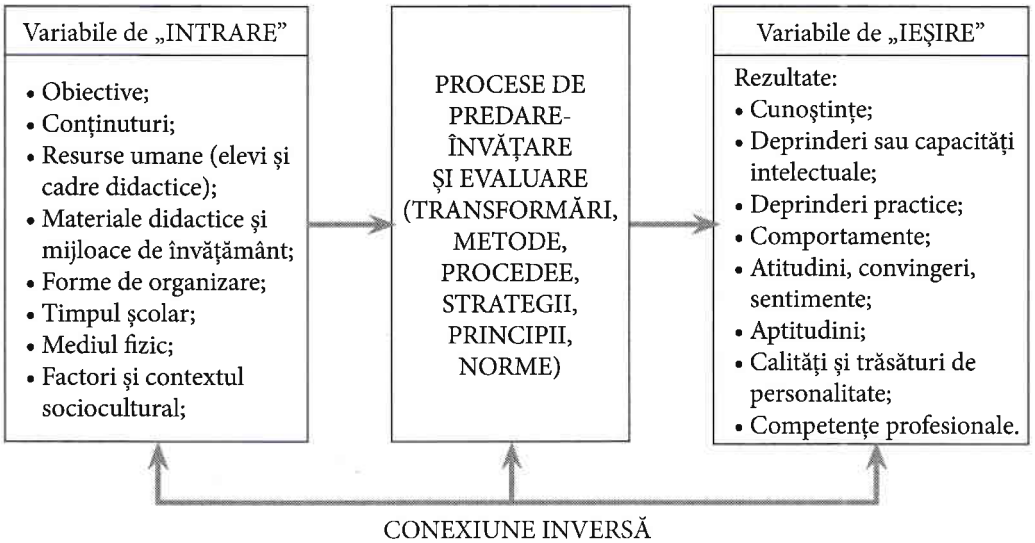 Variabile de „INTRARE”
• Obiective;
• Conținuturi;
• Resurse umane (elevi și
cadre didactice);
• Materiale didactice și
mijloace de învățământ;
• Forme de organizare;
• Timpul școlar;
• Mediul fizic;
• Factori și contextul
sociocultural;
PROCESE DE
PREDARE-
ÎNVĂȚARE
ȘI EVALUARE
(TRANSFORMĂRI,
METODE,
PROCEDEE,
STRATEGII,
PRINCIPII,
NORME)
Variabile de „IEȘIRE”
Rezultate:
• Cunoștințe;
• Deprinderi sau capacități
intelectuale;
• Deprinderi practice;
• Comportamente;
• Atitudini, convingeri,
sentimente;
• Aptitudini;
• Calități și trăsături de
personalitate;
• Competențe profesionale.
CONEXIUNE INVERSĂ